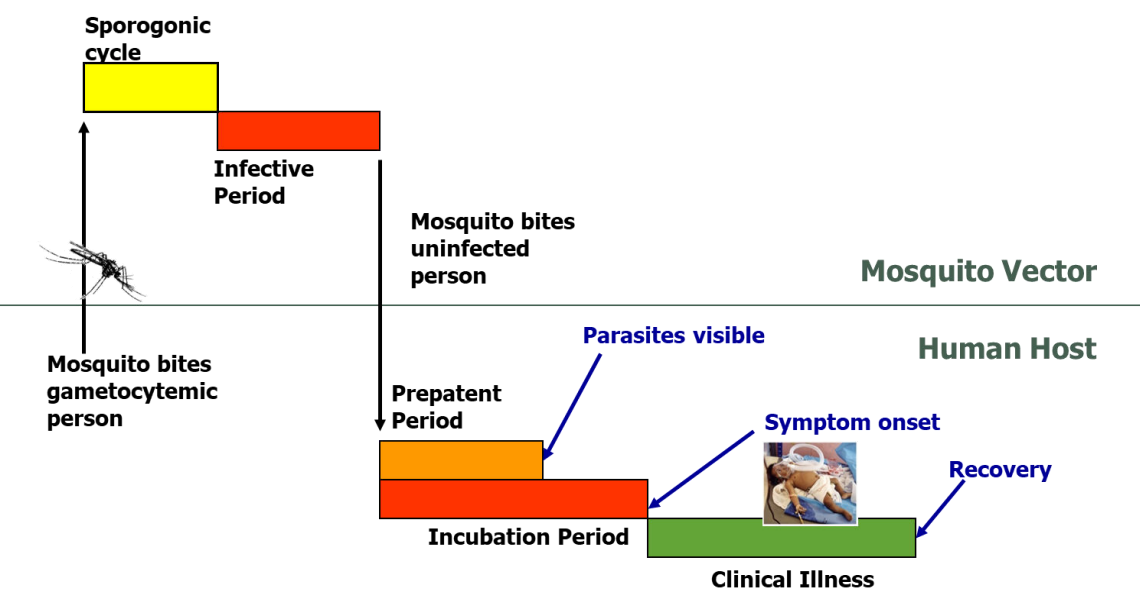 Sporogonic
cycle
Infective
Period
Mosquito bites
uninfected
person
Mosquito Vector
Human Host
Parasites visible
Mosquito bites
gametocytemic
person
Prepatent
Period
Symptom onset
Recovery
Incubation Period
Clinical Illness